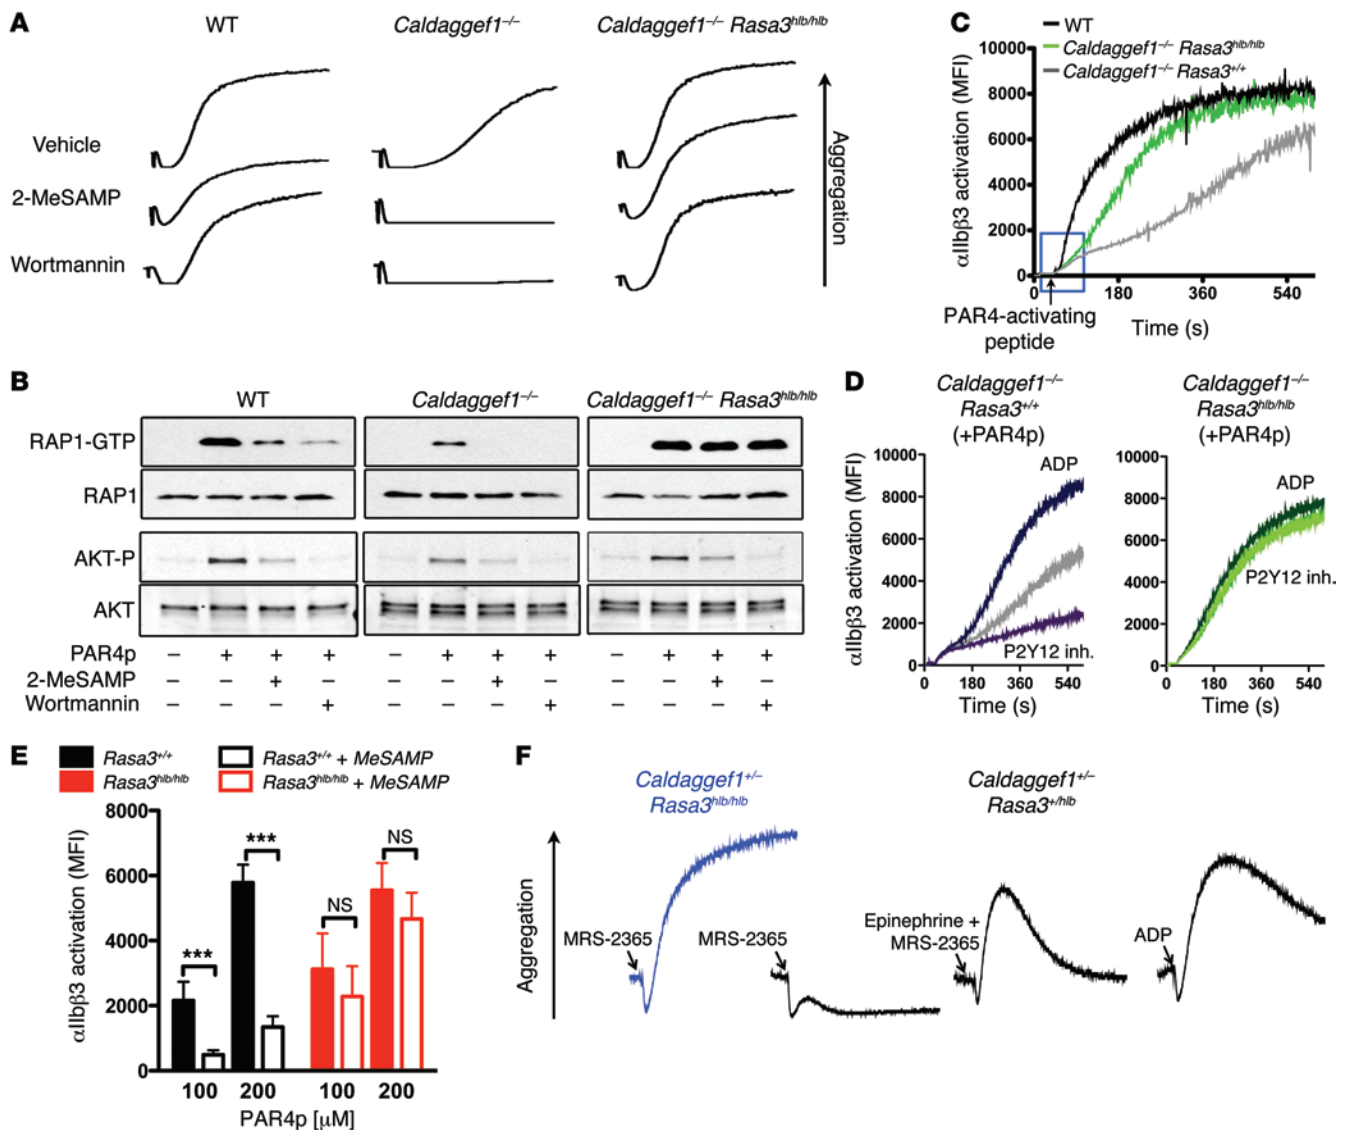 A
WT
Caldaggef1−/−
Caldaggef1−/− Rasa3hlb/hlb
Vehicle
2-MeSAMP
Wortmannin
Aggregation
B
WT
Caldaggef1−/−
Caldaggef1−/− Rasa3hlb/hlb
RAP1-GTP
RAP1
AKT-P
AKT
PAR4p − + + + − + + + − + + +
2-MeSAMP − − + − − + − − +
Wortmannin − − + − − + − − +
C
WT
Caldaggef1−/− Rasa3hlb/hlb
Caldaggef1−/− Rasa3+/+
αIIbβ3 activation (MFI)
10000
8000
6000
4000
2000
0
0 180 360 540
PAR4-activating
peptide
Time (s)
D
Caldaggef1−/−
Rasa3+/+
(+PAR4p)
αIIbβ3 activation (MFI)
10000
8000
6000
4000
2000
0
ADP
P2Y12 inh.
0 180 360 540
Time (s)
Caldaggef1−/−
Rasa3hlb/hlb
(+PAR4p)
10000
8000
6000
4000
2000
0
ADP
P2Y12 inh.
0 180 360 540
Time (s)
E
Rasa3+/+
Rasa3+/+ + MeSAMP
Rasa3hlb/hlb
Rasa3hlb/hlb + MeSAMP
αIIbβ3 activation (MFI)
8000
6000
4000
2000
0
***
***
NS
NS
100 200 100 200
PAR4p [μM]
F
Caldaggef1+/−
Rasa3hlb/hlb
Caldaggef1+/−
Rasa3+/hlb
Aggregation
MRS-2365
MRS-2365
Epinephrine +
MRS-2365
ADP